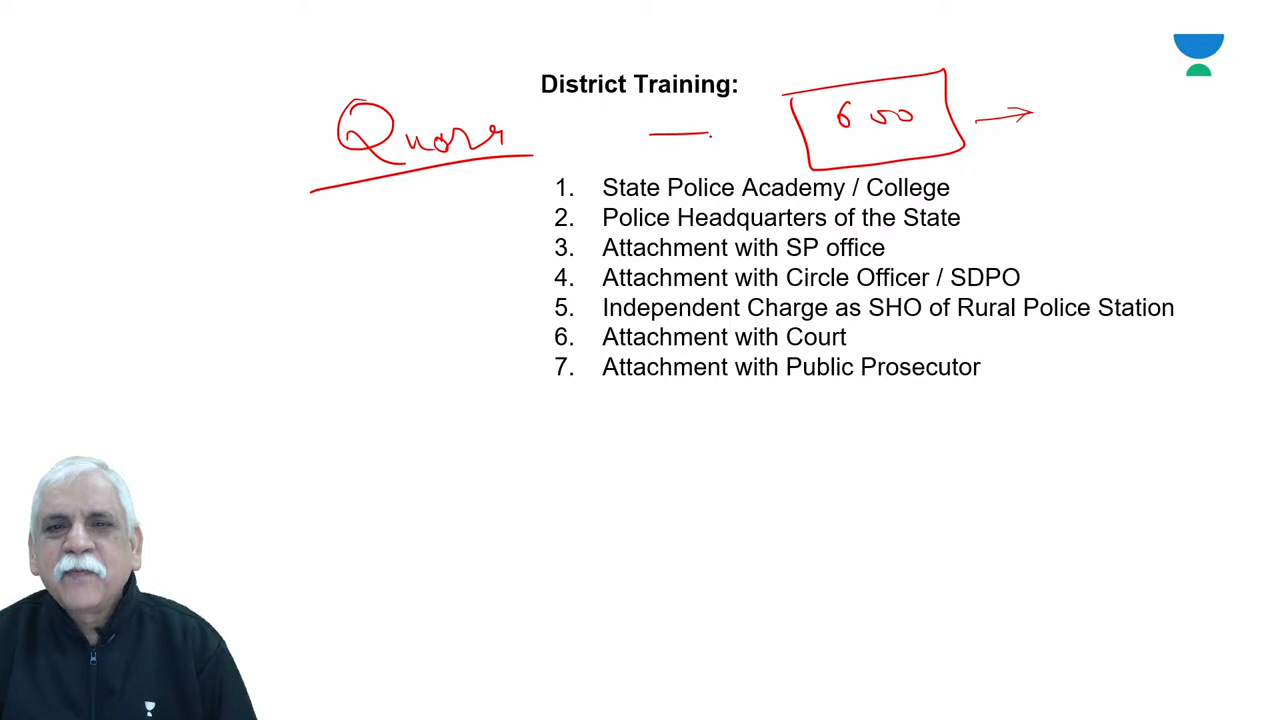 District Training:
Quora
600
1. State Police Academy / College
2. Police Headquarters of the State
3. Attachment with SP office
4. Attachment with Circle Officer / SDPO
5. Independent Charge as SHO of Rural Police Station
6. Attachment with Court
7. Attachment with Public Prosecutor